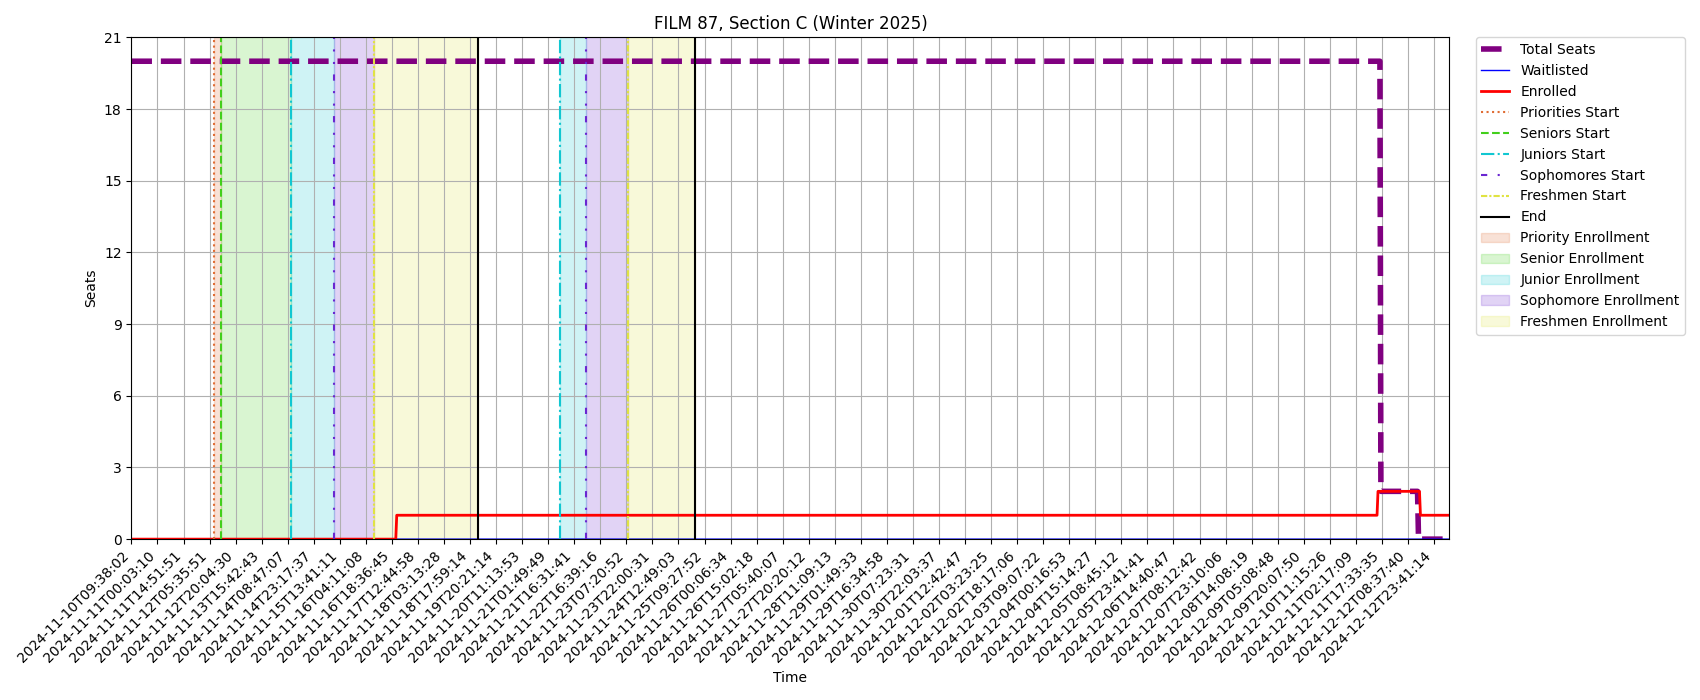 FILM 87, Section C (Winter 2025)
21
18
15
12
9
6
3
0
Seats
2024-11-10T09:38:02
2024-11-11T00:03:10
2024-11-11T14:51:51
2024-11-12T05:35:51
2024-11-12T20:04:30
2024-11-13T15:42:43
2024-11-14T08:47:07
2024-11-14T23:17:37
2024-11-15T13:41:11
2024-11-16T04:11:08
2024-11-16T18:36:45
2024-11-17T12:44:58
2024-11-18T03:13:28
2024-11-18T17:59:14
2024-11-19T20:21:14
2024-11-20T11:13:53
2024-11-21T01:49:49
2024-11-21T16:31:41
2024-11-22T16:39:16
2024-11-23T07:20:52
2024-11-23T22:00:31
2024-11-24T12:49:03
2024-11-25T09:27:52
2024-11-26T00:06:34
2024-11-26T15:02:18
2024-11-27T05:40:07
2024-11-27T20:20:12
2024-11-28T11:09:13
2024-11-29T01:49:33
2024-11-29T16:34:58
2024-11-30T07:23:31
2024-11-30T22:03:37
2024-12-01T12:42:47
2024-12-02T03:23:25
2024-12-02T18:17:06
2024-12-03T09:07:22
2024-12-04T00:16:53
2024-12-04T15:14:27
2024-12-05T08:45:12
2024-12-05T23:41:41
2024-12-06T14:40:47
2024-12-07T08:12:42
2024-12-07T23:10:06
2024-12-08T14:08:19
2024-12-09T05:08:48
2024-12-09T20:07:50
2024-12-10T11:15:26
2024-12-11T02:17:09
2024-12-11T17:33:35
2024-12-12T08:37:40
2024-12-12T23:41:14
Time
Total Seats
Waitlisted
Enrolled
Priorities Start
Seniors Start
Juniors Start
Sophomores Start
Freshmen Start
End
Priority Enrollment
Senior Enrollment
Junior Enrollment
Sophomore Enrollment
Freshmen Enrollment